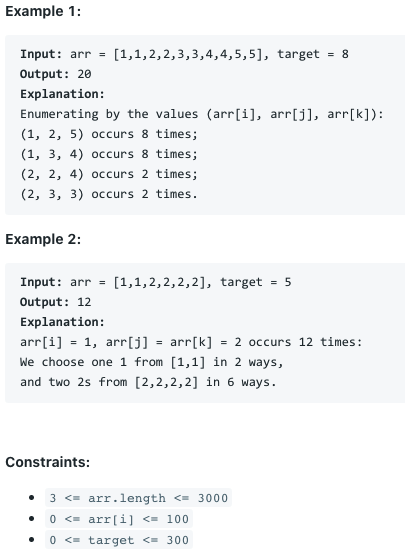 Example 1:
Input: arr = [1,1,2,2,3,3,4,4,5,5], target = 8
Output: 20
Explanation:
Enumerating by the values (arr[i], arr[j], arr[k]):
(1, 2, 5) occurs 8 times;
(1, 3, 4) occurs 8 times;
(2, 2, 4) occurs 2 times;
(2, 3, 3) occurs 2 times.
Example 2:
Input: arr = [1,1,2,2,2,2], target = 5
Output: 12
Explanation:
arr[i] = 1, arr[j] = arr[k] = 2 occurs 12 times:
We choose one 1 from [1,1] in 2 ways,
and two 2s from [2,2,2,2] in 6 ways.
Constraints:
• 3 <= arr.length <= 3000
• 0 <= arr[i] <= 100
• 0 <= target <= 300